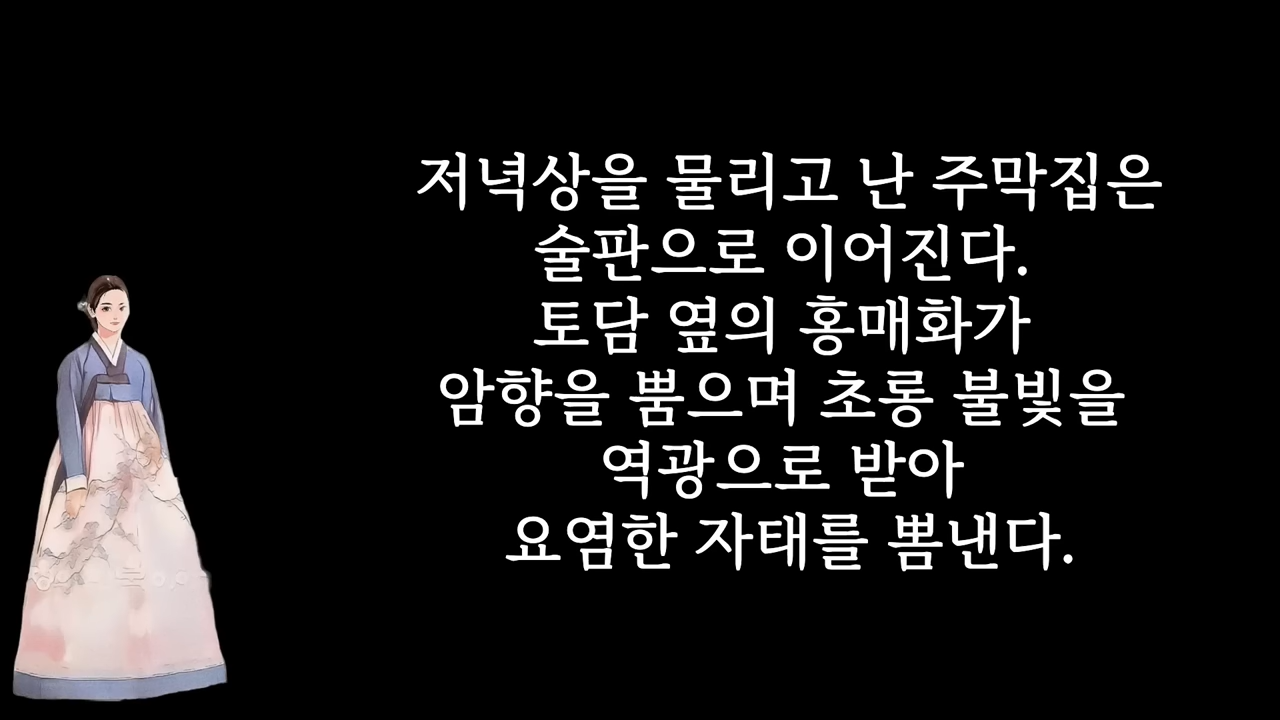 저녁상을 물리고 난 주막집은
술판으로 이어진다.
토담 옆의 홍매화가
암향을 뿜으며 초롱 불빛을
역광으로 받아
요염한 자태를 뽐낸다.